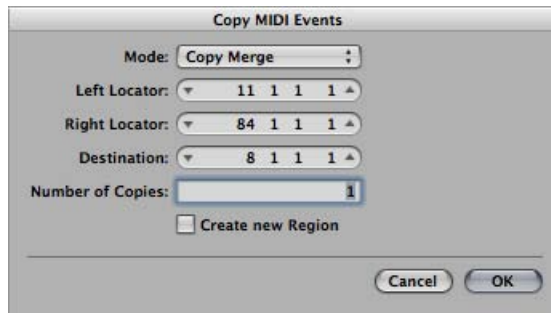 Copy MIDI Events
Mode: Copy Merge
Left Locator: 11 1 1 1
Right Locator: 84 1 1 1
Destination: 8 1 1 1
Number of Copies: 1
Create new Region
Cancel OK